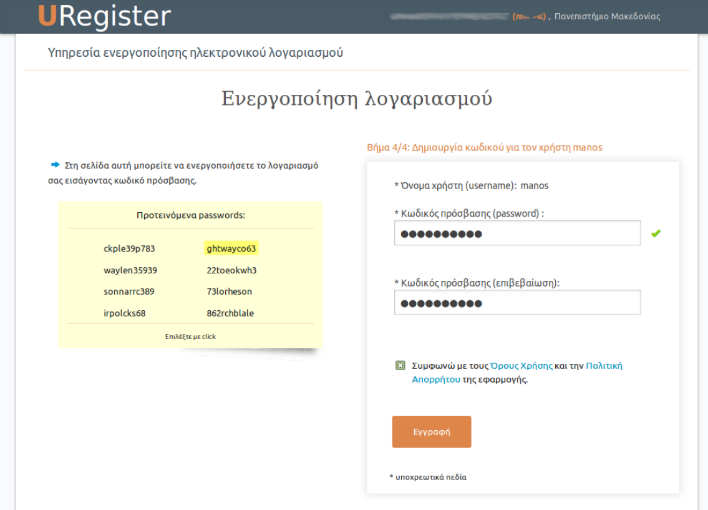 URegister
, Πανεπιστήμιο Μακεδονίας
Υπηρεσία ενεργοποίησης ηλεκτρονικού λογαριασμού
Ενεργοποίηση λογαριασμού
Στη σελίδα αυτή μπορείτε να ενεργοποιήσετε το λογαριασμό
σας εισάγοντας κωδικό πρόσβασης.
Προτεινόμενα passwords:
ckple39p783 ghtwayco63
waylen35939 22toeokwh3
sonnarrc389 73lorheson
irpolcks68 862rchblale
Επιλέξτε με click
Βήμα 4/4: Δημιουργία κωδικού για τον χρήστη manos
* Όνομα χρήστη (username): manos
* Κωδικός πρόσβασης (password) :
* Κωδικός πρόσβασης (επιβεβαίωση):
Συμφωνώ με τους Όρους Χρήσης και την Πολιτική
Απορρήτου της εφαρμογής.
Εγγραφή
* υποχρεωτικά πεδία